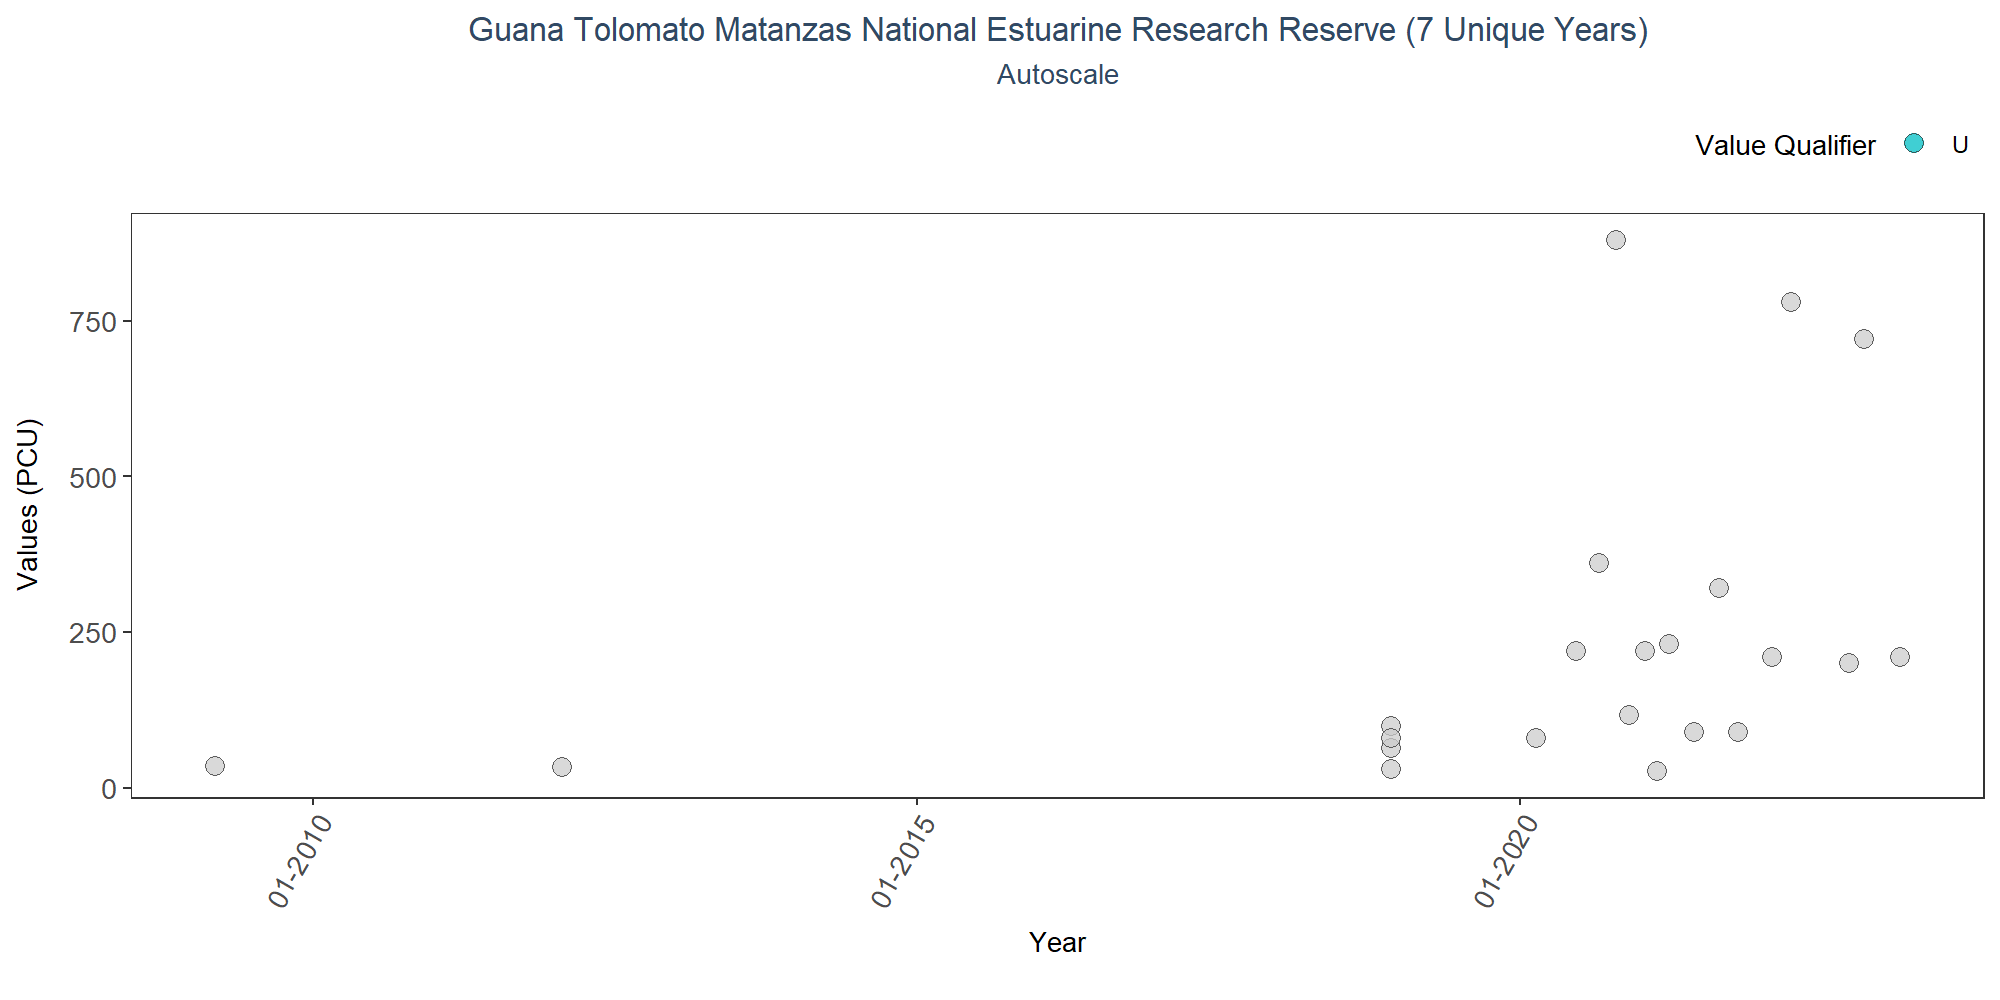 Guana Tolomato Matanzas National Estuarine Research Reserve (7 Unique Years)
Autoscale
Value Qualifier
U
Values (PCU)
750
500
250
0
01-2010
01-2015
01-2020
Year